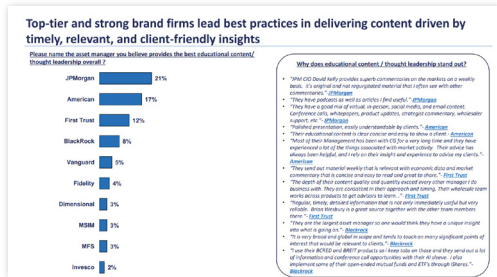 Top-tier and strong brand firms lead best practices in delivering content driven by
timely, relevant, and client-friendly insights
Please name the asset manager you believe provides the best educational content/
thought leadership overall ?
JPMorgan 21%
American 17%
First Trust 12%
BlackRock 8%
Vanguard 5%
Fidelity 4%
Dimensional 3%
MSIM 3%
MFS 3%
Invesco 2%
Why does educational content / thought leadership stand out?
• "JPM CIO David Kelly provides superb commentaries on the markets on a weekly
basis. It's original and not regurgitated material that I often see with other
commentaries."- JPMorgan
• "They have podcasts as well as articles I find useful."- JPMorgan
• "They have a good mix of virtual, in-person, social media, and email content.
Conference calls, whitepapers, product updates, strategist commentary, wholesaler
support, etc."- JPMorgan
• "Polished presentation, easily understandable by clients"- American
• "Their educational content is clear concise and easy to show a client"- American
• "Most of their Management has been with CG for a very long time and they have
experienced a lot of the things associated with market activity. Their advice has
always been helpful, and I rely on their insight and experience to advise my clients."-
American
• "They send out material weekly that is relevant with economic data and market
commentary that is concise and easy to read and great to share."- First Trust
• "The depth of their content quality and quantity exceed every other manager I do
business with. They are consistent in their approach and timing. Their wholesale team
works across products to get advisors to learn..."- First Trust
• "Regular, timely, detailed information that is not only immediately useful but very
reliable. Brian Wesbury is a great source together with the other team members
there."- First Trust
• "They are the largest asset manager so one would think they have a unique insight
into what is going on."- Blackrock
• "It is very broad and global in scope and tends to touch on many significant points of
interest that would be relevant to clients."- Blackrock
• "I use their BCRED and BREIT products so I keep tabs on those and they send out a lot
of information and conference call opportunities with their AI sleeve. I also
implement some of their open-ended mutual funds and ETF's through iShares."-
Blackrock